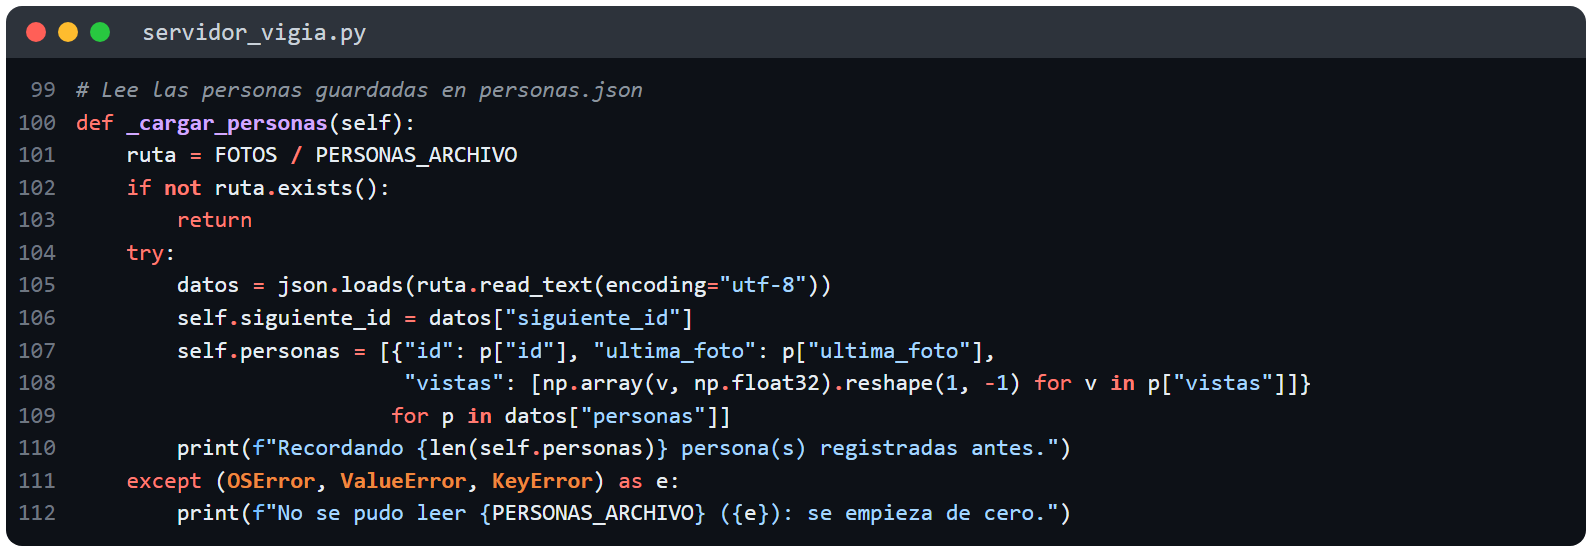 servidor_vigia.py
99 # Lee las personas guardadas en personas.json
100 def _cargar_personas(self):
101     ruta = FOTOS / PERSONAS_ARCHIVO
102     if not ruta.exists():
103         return
104     try:
105         datos = json.loads(ruta.read_text(encoding="utf-8"))
106         self.siguiente_id = datos["siguiente_id"]
107         self.personas = [{"id": p["id"], "ultima_foto": p["ultima_foto"],
108                           "vistas": [np.array(v, np.float32).reshape(1, -1) for v in p["vistas"]]}
109                          for p in datos["personas"]]
110         print(f"Recordando {len(self.personas)} persona(s) registradas antes.")
111     except (OSError, ValueError, KeyError) as e:
112         print(f"No se pudo leer {PERSONAS_ARCHIVO} ({e}): se empieza de cero.")